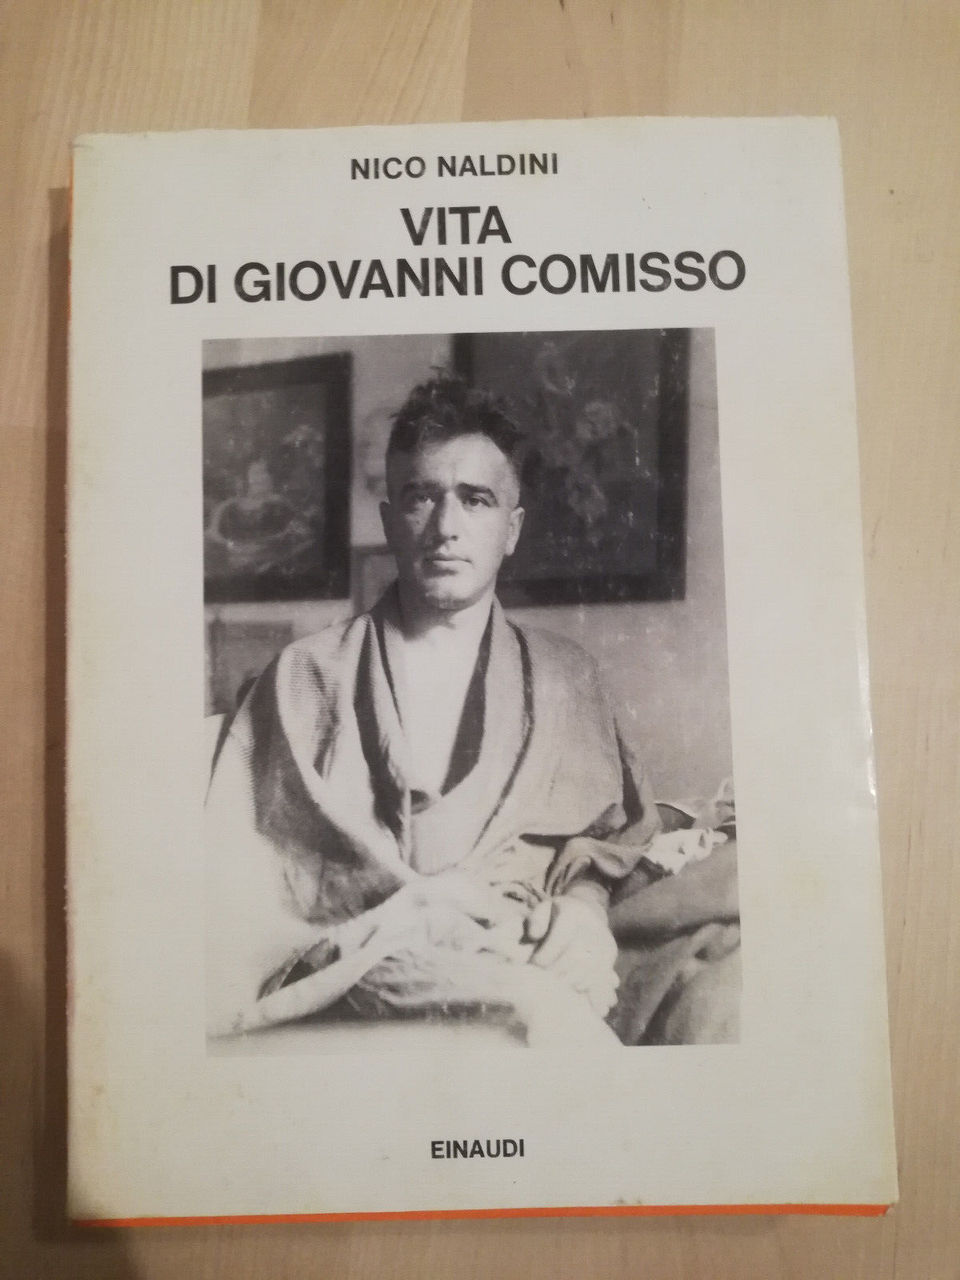 NICO NALDINI
VITA
DI GIOVANNI COMISSO
EINAUDI